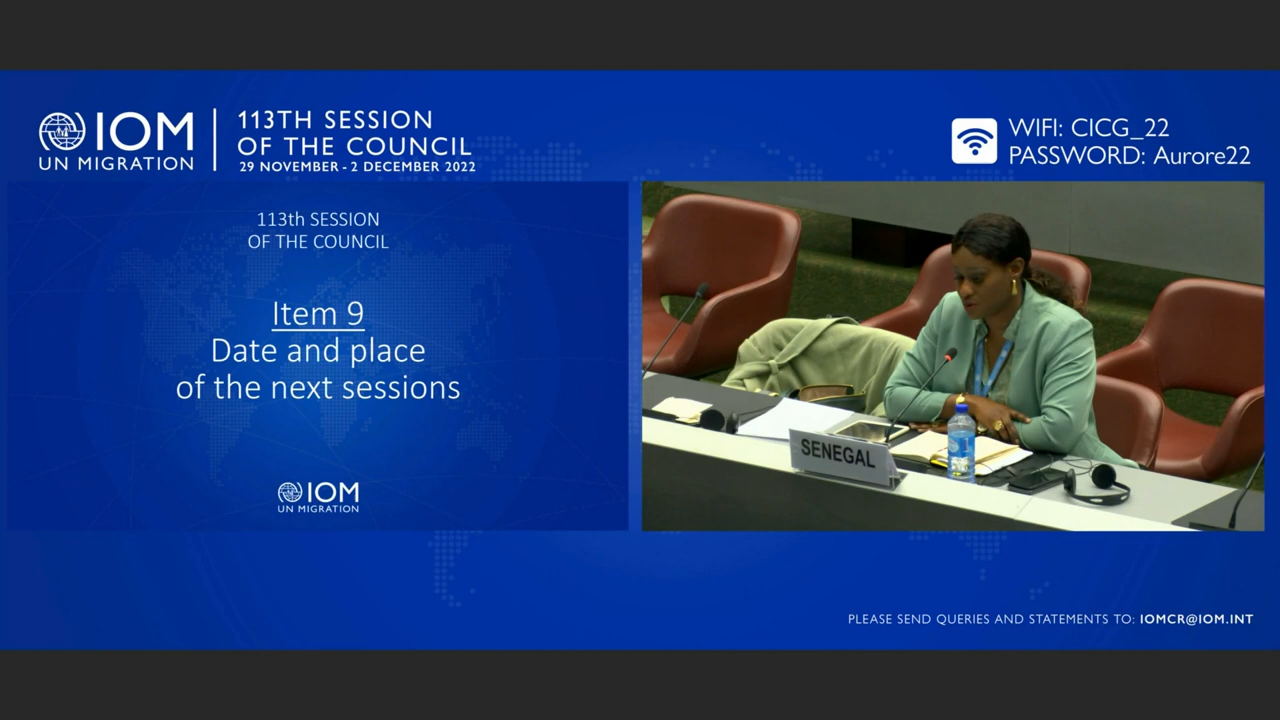 IOM
UN MIGRATION
113TH SESSION
OF THE COUNCIL
29 NOVEMBER - 2 DECEMBER 2022
WIFI: CICG_22
PASSWORD: Aurore22
113th SESSION
OF THE COUNCIL
Item 9
Date and place
of the next sessions
IOM
UN MIGRATION
SENEGAL
PLEASE SEND QUERIES AND STATEMENTS TO: IOMCR@IOM.INT